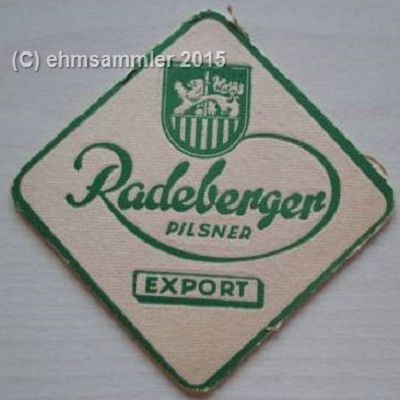 (C) ehmsammler 2015
Radeberger
PILSNER
EXPORT